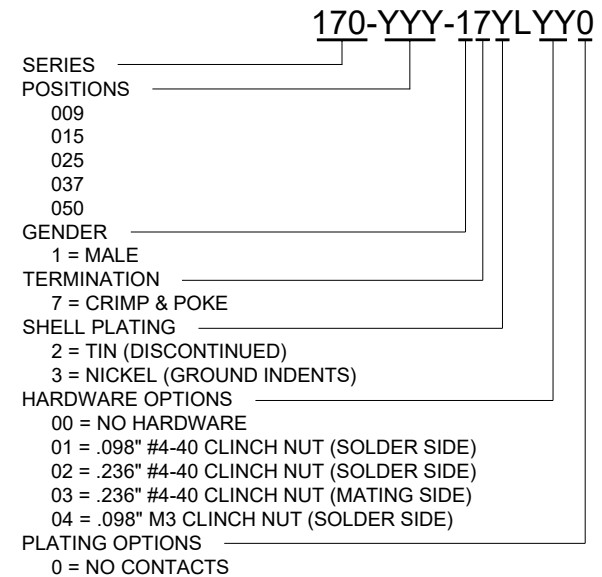 170-YYY-17YLYY0
SERIES
POSITIONS
009
015
025
037
050
GENDER
1 = MALE
TERMINATION
7 = CRIMP & POKE
SHELL PLATING
2 = TIN (DISCONTINUED)
3 = NICKEL (GROUND INDENTS)
HARDWARE OPTIONS
00 = NO HARDWARE
01 = .098" #4-40 CLINCH NUT (SOLDER SIDE)
02 = .236" #4-40 CLINCH NUT (SOLDER SIDE)
03 = .236" #4-40 CLINCH NUT (MATING SIDE)
04 = .098" M3 CLINCH NUT (SOLDER SIDE)
PLATING OPTIONS
0 = NO CONTACTS